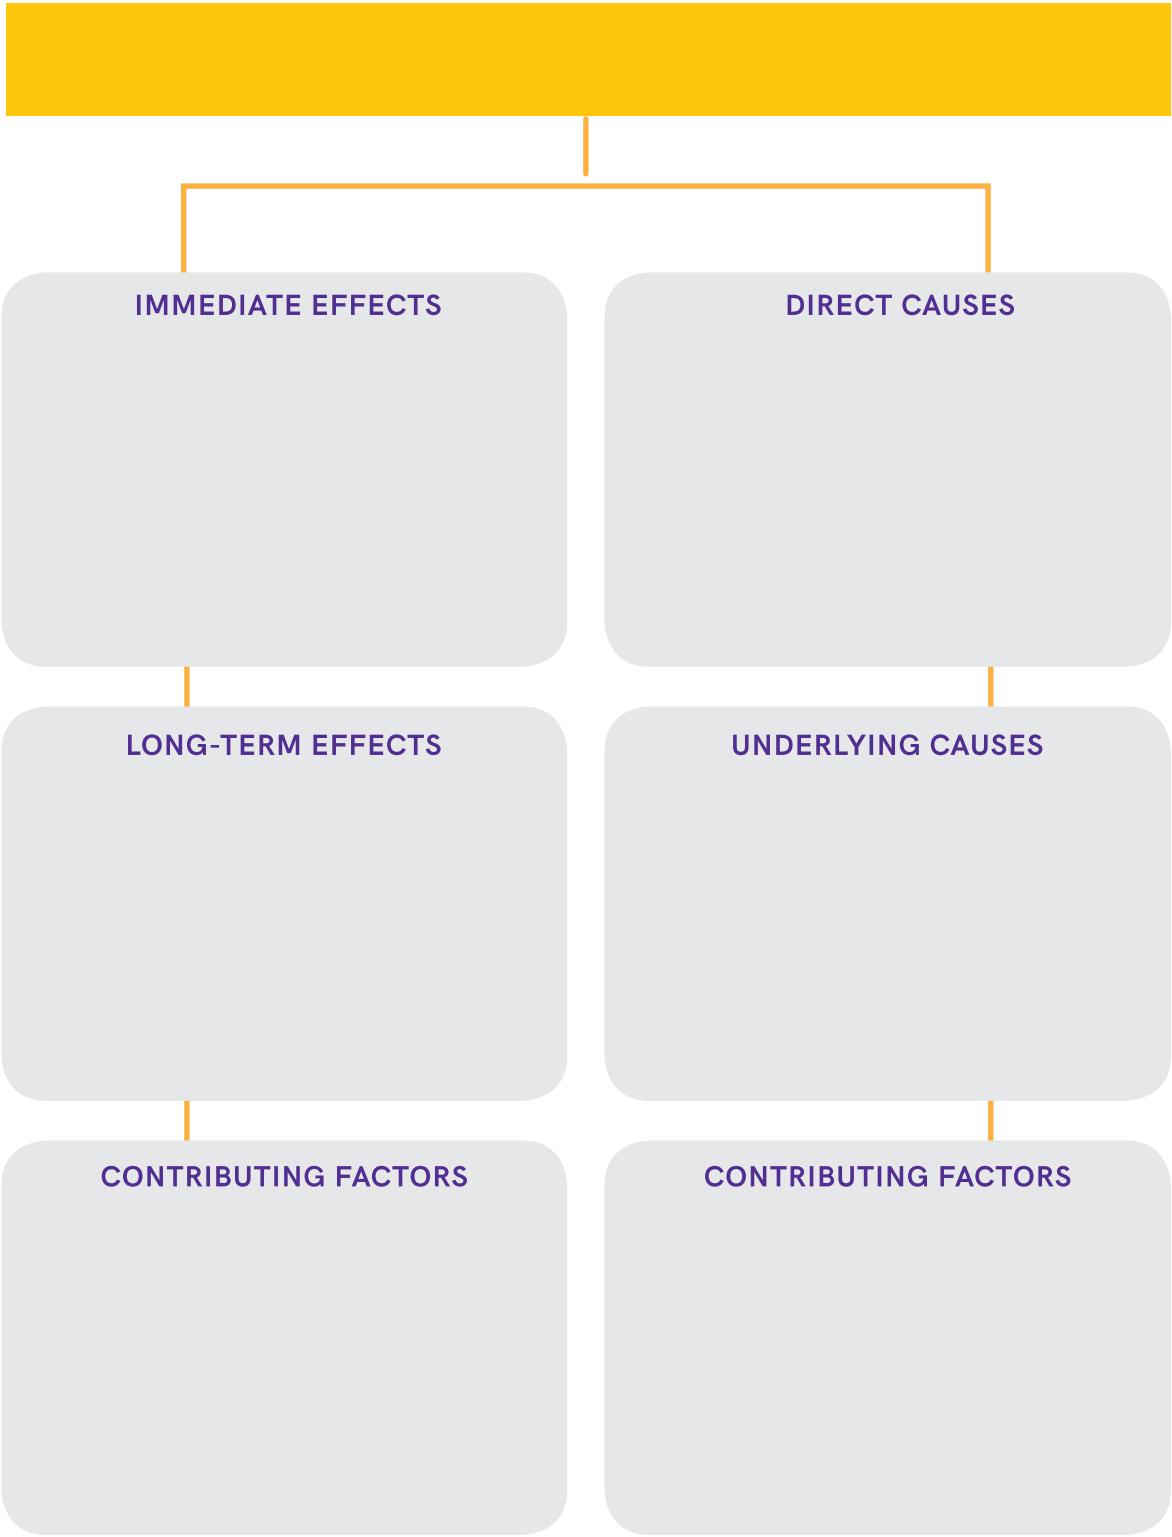 IMMEDIATE EFFECTS
DIRECT CAUSES
LONG-TERM EFFECTS
UNDERLYING CAUSES
CONTRIBUTING FACTORS
CONTRIBUTING FACTORS